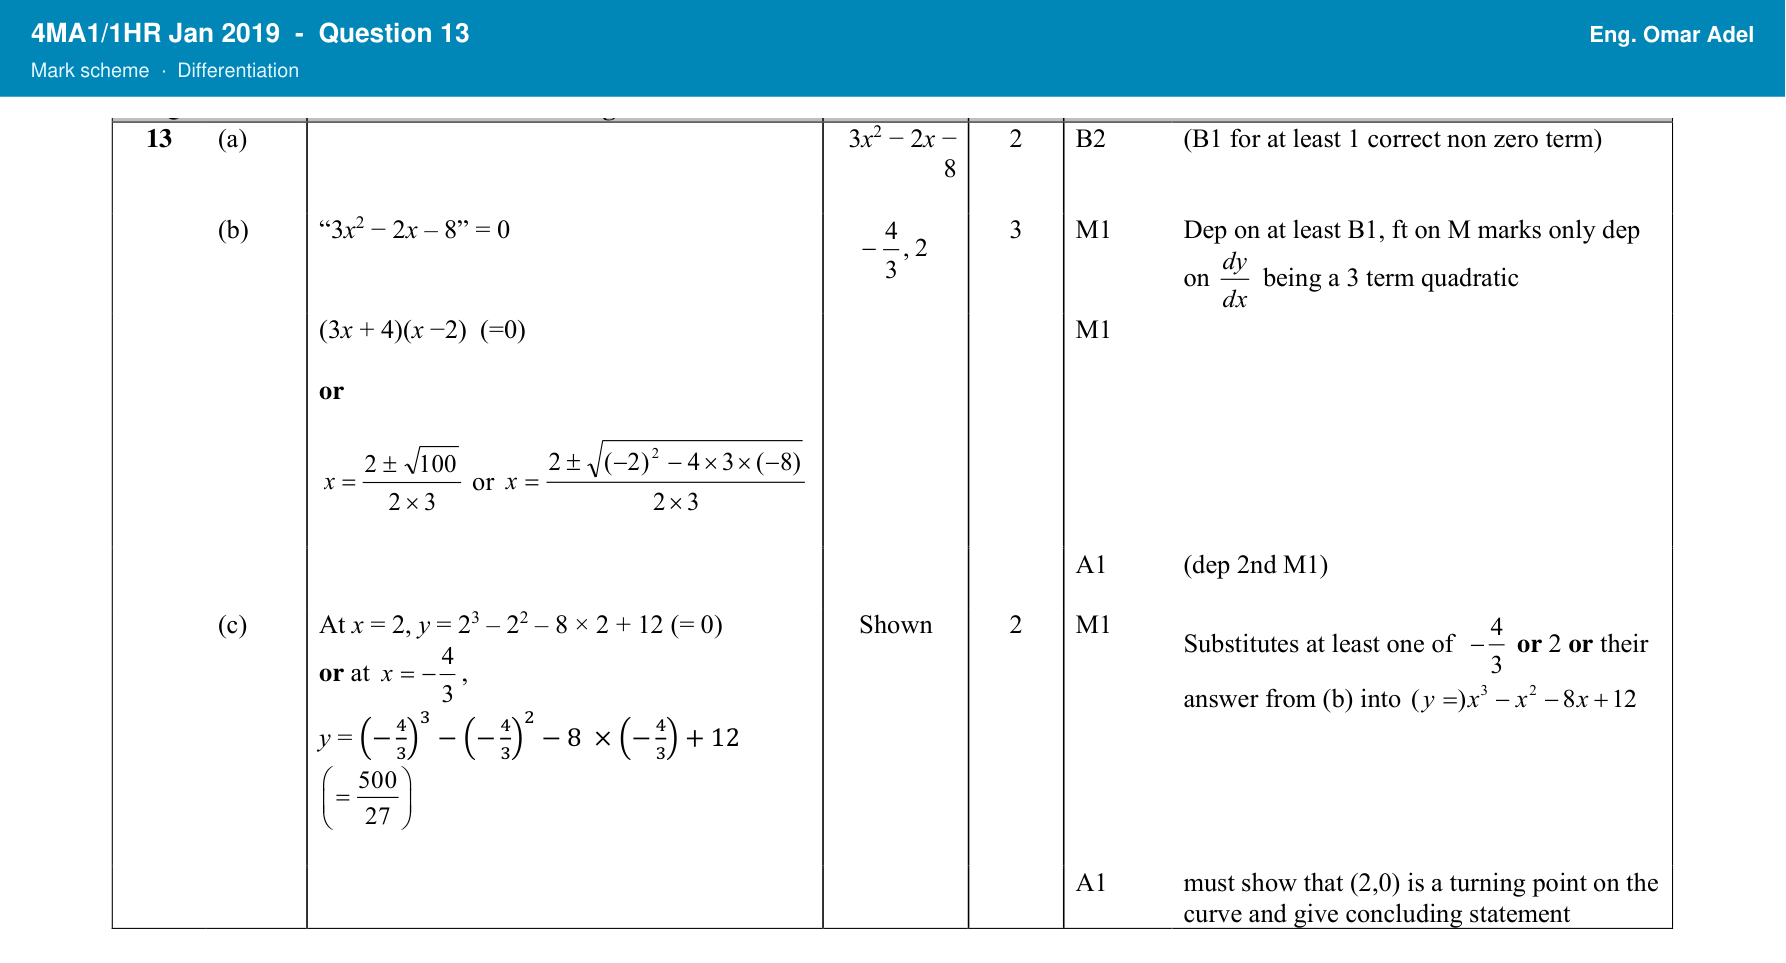 4MA1/1HR Jan 2019 - Question 13
Eng. Omar Adel
Mark scheme · Differentiation
13 (a) 3x² − 2x − 8 2 B2 (B1 for at least 1 correct non zero term)
(b) “3x² − 2x – 8” = 0 −4/3, 2 3 M1 Dep on at least B1, ft on M marks only dep
on dy/dx being a 3 term quadratic
(3x + 4)(x −2) (=0) M1
or
x = (2 ± √100)/(2 × 3) or x = (2 ± √((−2)² − 4 × 3 × (−8)))/(2 × 3)
A1 (dep 2nd M1)
(c) At x = 2, y = 2³ – 2² – 8 × 2 + 12 (= 0) Shown 2 M1 Substitutes at least one of −4/3 or 2 or their
or at x = −4/3,
answer from (b) into (y =)x³ − x² − 8x + 12
y = (−4/3)³ − (−4/3)² − 8 × (−4/3) + 12
(= 500/27)
A1 must show that (2,0) is a turning point on the
curve and give concluding statement